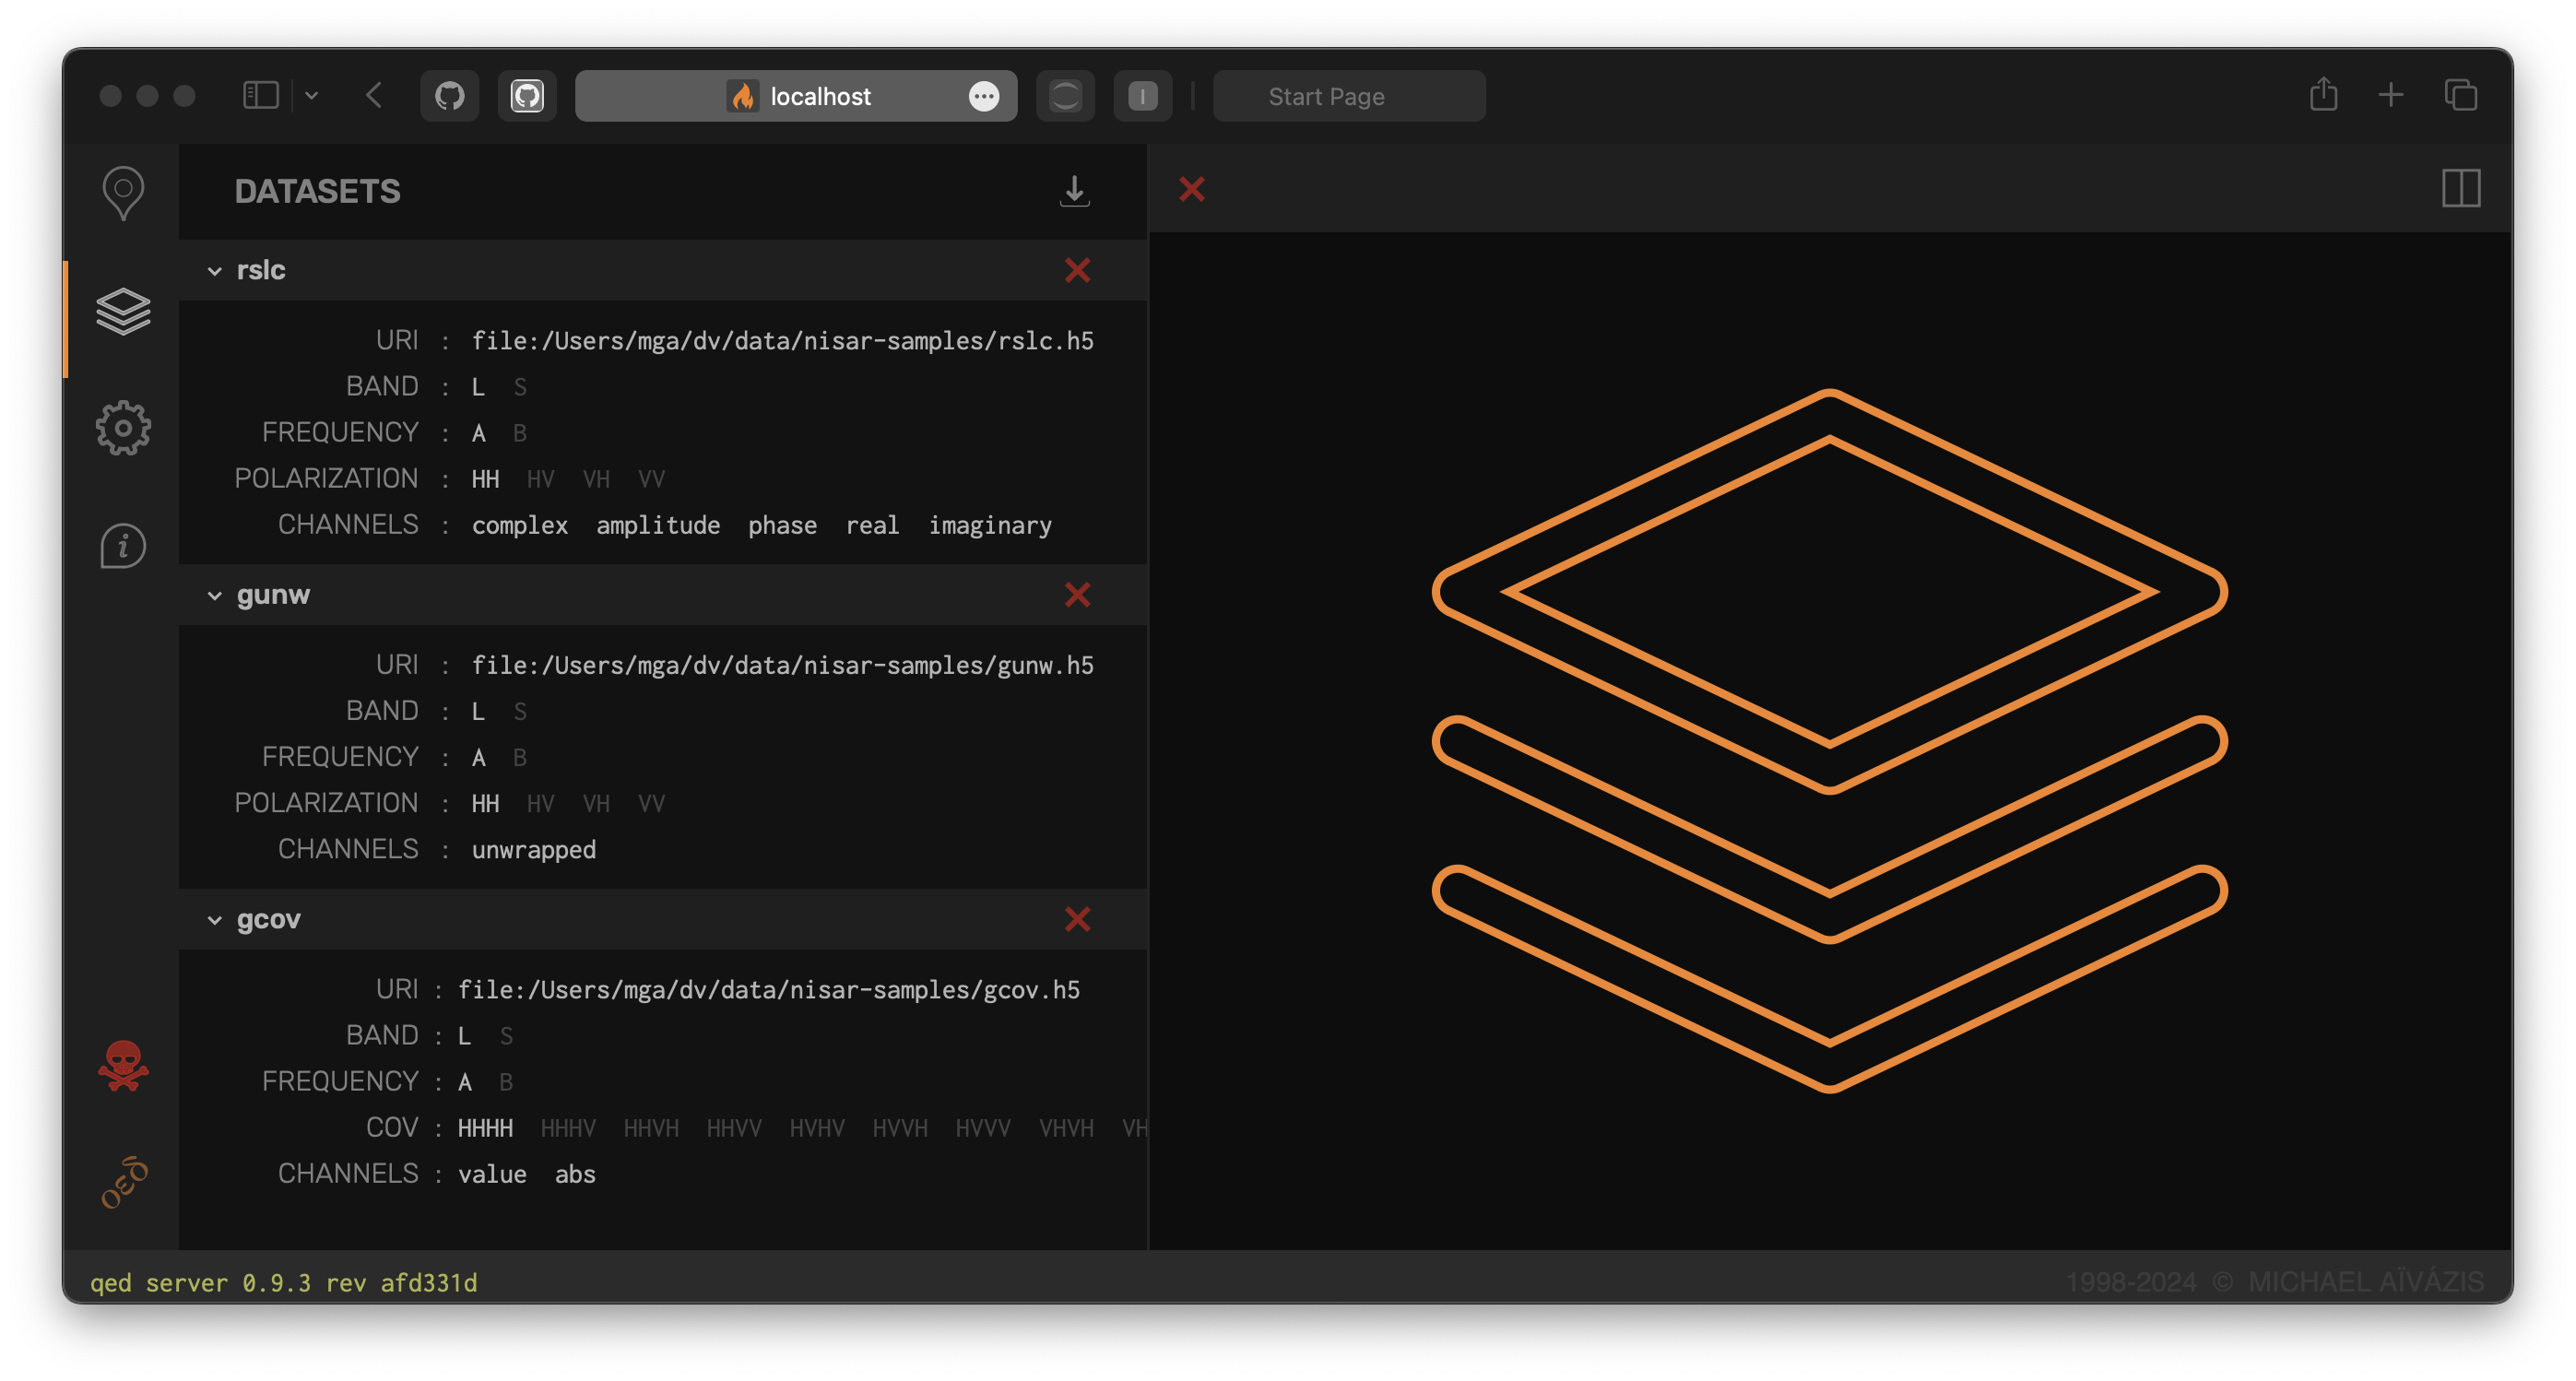 localhost
Start Page
DATASETS
rslc
URI : file:/Users/mga/dv/data/nisar-samples/rslc.h5
BAND : L S
FREQUENCY : A B
POLARIZATION : HH HV VH VV
CHANNELS : complex amplitude phase real imaginary
gunw
URI : file:/Users/mga/dv/data/nisar-samples/gunw.h5
BAND : L S
FREQUENCY : A B
POLARIZATION : HH HV VH VV
CHANNELS : unwrapped
gcov
URI : file:/Users/mga/dv/data/nisar-samples/gcov.h5
BAND : L S
FREQUENCY : A B
COV : HHHH HHHV HHVH HHVV HVHV HVVH HVVV VHVH VH
CHANNELS : value abs
οεδ
qed server 0.9.3 rev afd331d
1998-2024 © MICHAEL AÏVÁZIS